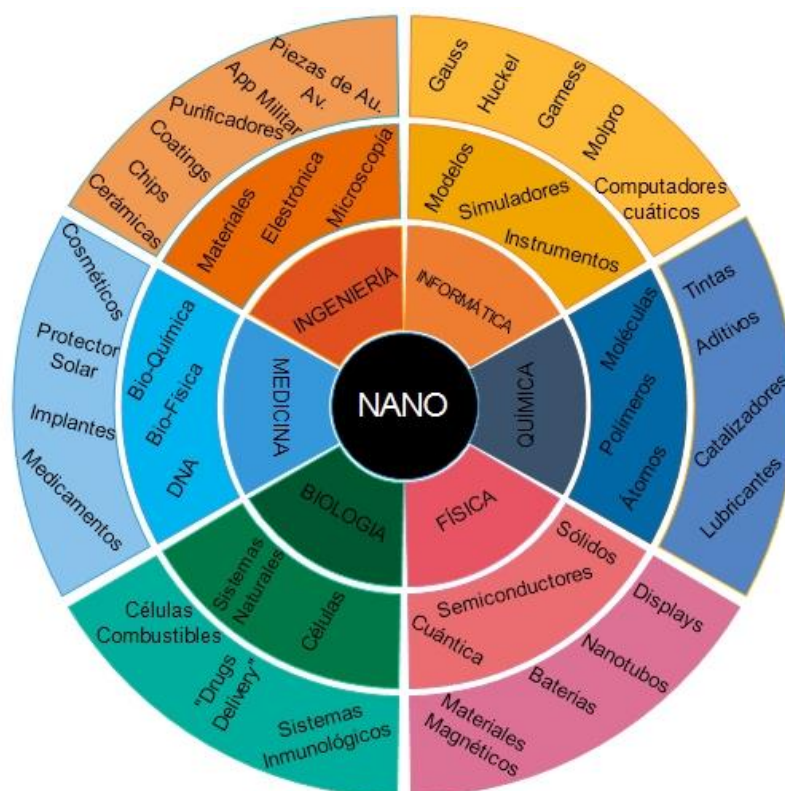 NANO
INGENIERÍA
Materiales
Elestrónica
Microscopía
Cerámicas
Chips
Coatings
Purificadores
App Militar
Av.
Piezas de Au.
INFORMÁTICA
Modelos
Simuladores
Instrumentos
Gauss
Huckel
Gamess
Molpro
Computadores
cuáticos
QUÍMICA
Moléculas
Polímeros
Átomos
Tintas
Aditivos
Catalizadores
Lubricantes
FÍSICA
Sólidos
Semiconductores
Cuántica
Displays
Nanotubos
Baterías
Materiales
Magnéticos
BIOLOGIA
Sistemas
Naturales
Células
Células
Combustibles
"Drugs
Delivery"
Sistemas
Inmunológicos
MEDICINA
Bio-Química
Bio-Física
DNA
Cosméticos
Protector
Solar
Implantes
Medicamentos